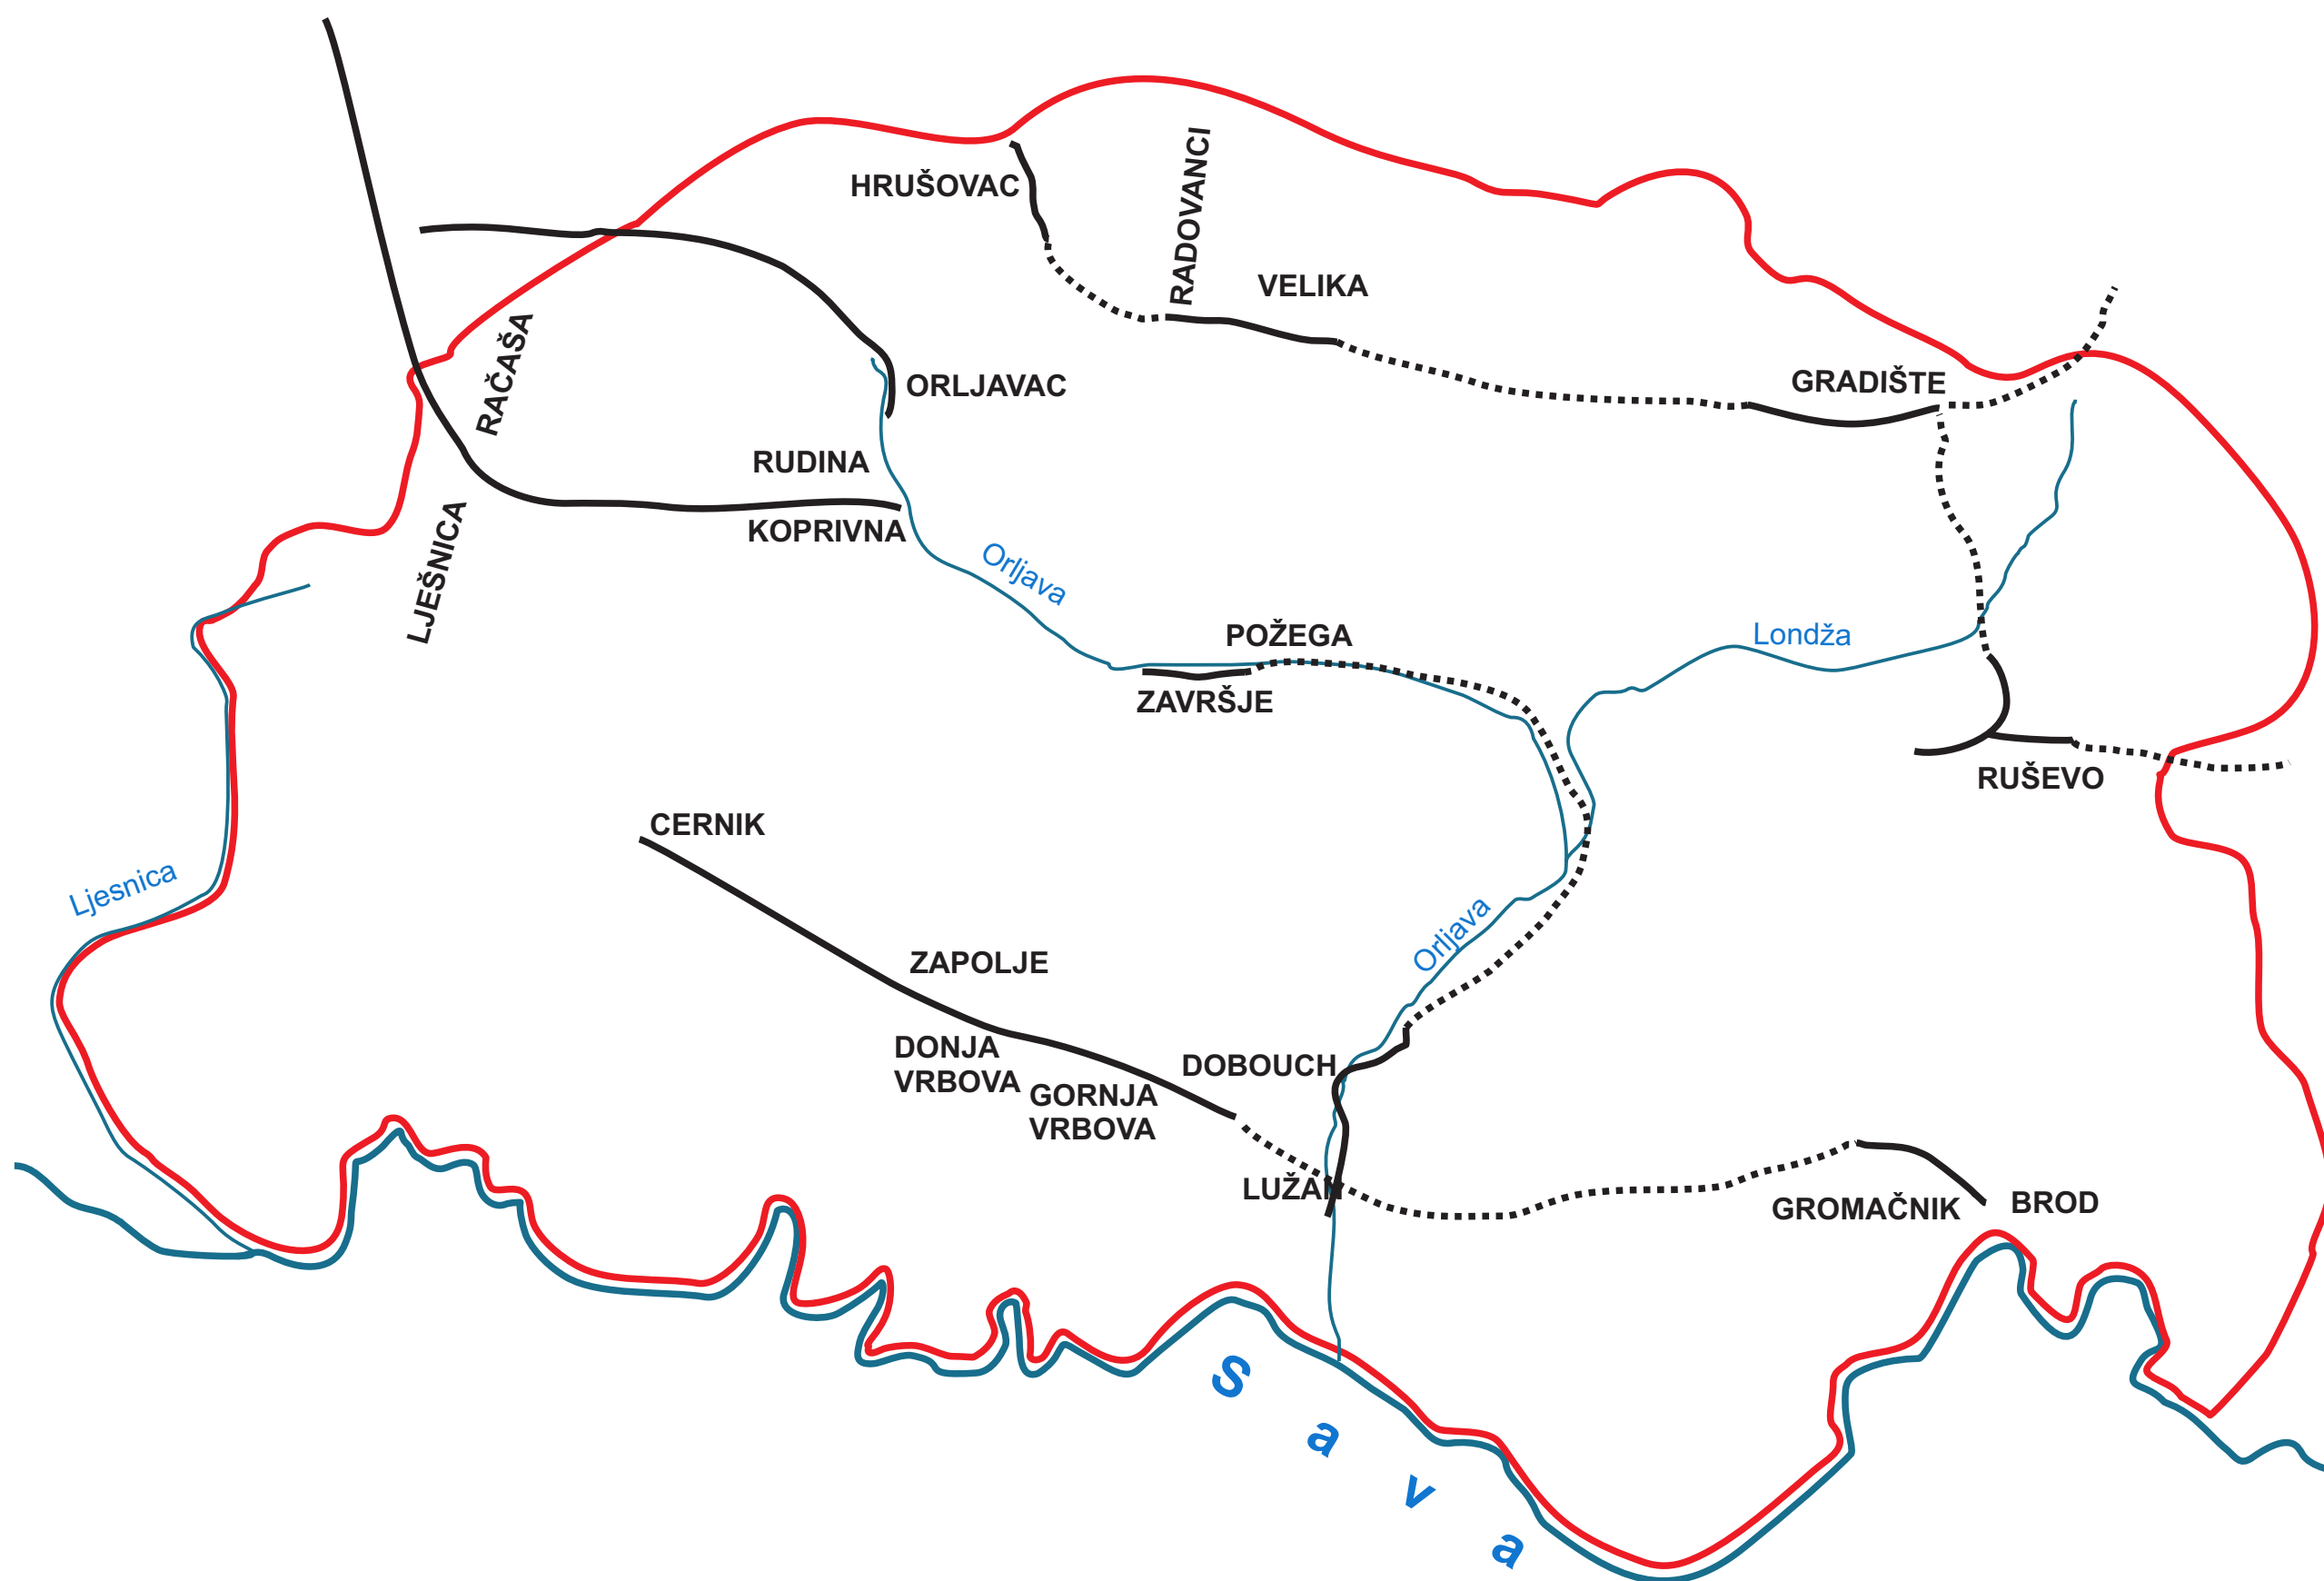 HRUŠOVAC
RADOVANCI
VELIKA
RAČAŠA
ORLJAVAC
GRADIŠTE
RUDINA
KOPRIVNA
LJEŠNICA
Orljava
POŽEGA
Londža
ZAVRŠJE
RUŠEVO
CERNIK
Ljesnica
ZAPOLJE
Orljava
DONJA
VRBOVA
DOBOUCH
GORNJA
VRBOVA
LUŽAN
GROMAČNIK
BROD
Sava